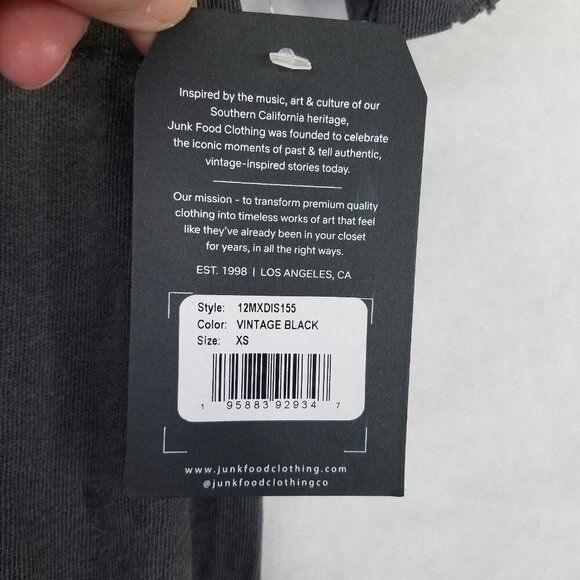 Inspired by the music, art & culture of our
Southern California heritage,
Junk Food Clothing was founded to celebrate
the iconic moments of past & tell authentic,
vintage-inspired stories today.
Our mission - to transform premium quality
clothing into timeless works of art that feel
like they've already been in your closet
for years, in all the right ways.
EST. 1998 | LOS ANGELES, CA
Style: 12MXDIS155
Color: VINTAGE BLACK
Size: XS
1 95883 92934 7
www.junkfoodclothing.com
@junkfoodclothingco